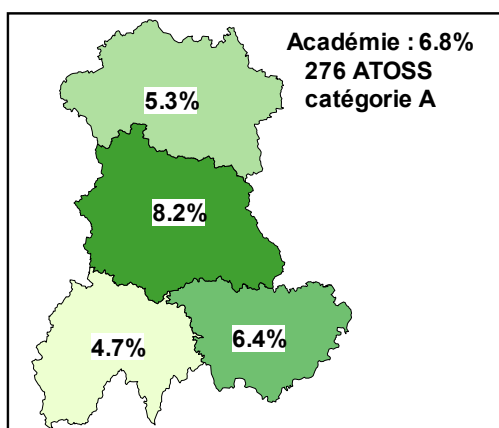 Académie : 6.8%
276 ATOSS
catégorie A
5.3%
8.2%
4.7%
6.4%